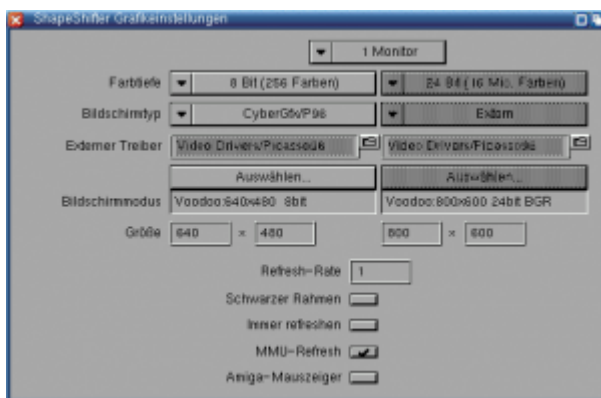 ShapeShifter Grafikeinstellungen
1 Monitor
Farbtiefe 8 Bit (256 Farben) 24 Bit (16 Mio. Farben)
Bildschirmtyp CyberGfx/P96 Extern
Externer Treiber Video Drivers/Picasso96 Video Drivers/Picasso96
Auswählen... Auswählen...
Bildschirmmodus Voodoo:640x480 8bit Voodoo:800x600 24bit BGR
Größe 640 x 480 800 x 600
Refresh-Rate 1
Schwarzer Rahmen
Immer refreshen
MMU-Refresh
Amiga-Mauszeiger